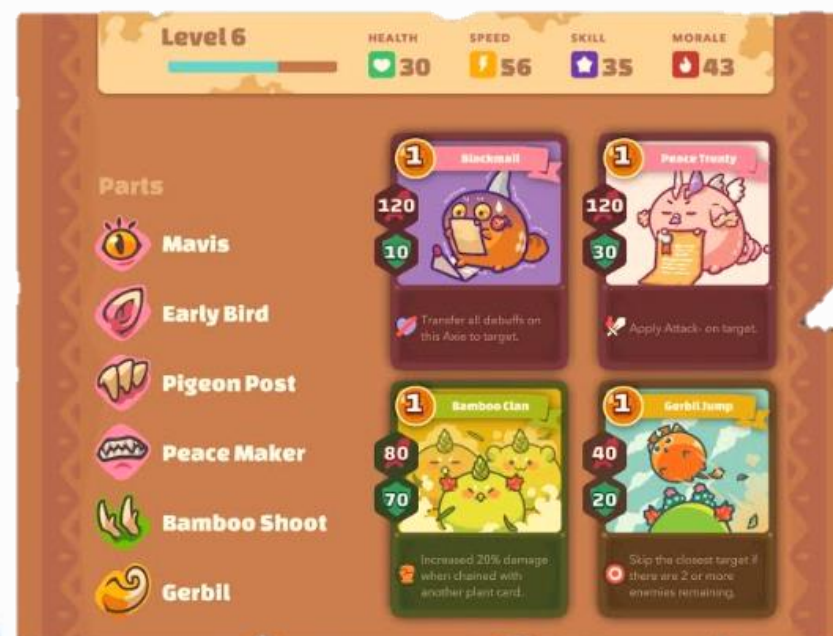 Level 6
HEALTH
30
SPEED
56
SKILL
35
MORALE
43
Parts
Mavis
Early Bird
Pigeon Post
Peace Maker
Bamboo Shoot
Gerbil
1
Blackmail
120
10
Transfer all debuffs on
this Axie to target.
1
Peace Treaty
120
30
Apply Attack- on target.
1
Bamboo Clan
80
70
Increased 20% damage
when chained with
another plant card.
1
Gerbil Jump
40
20
Skip the closest target if
there are 2 or more
enemies remaining.